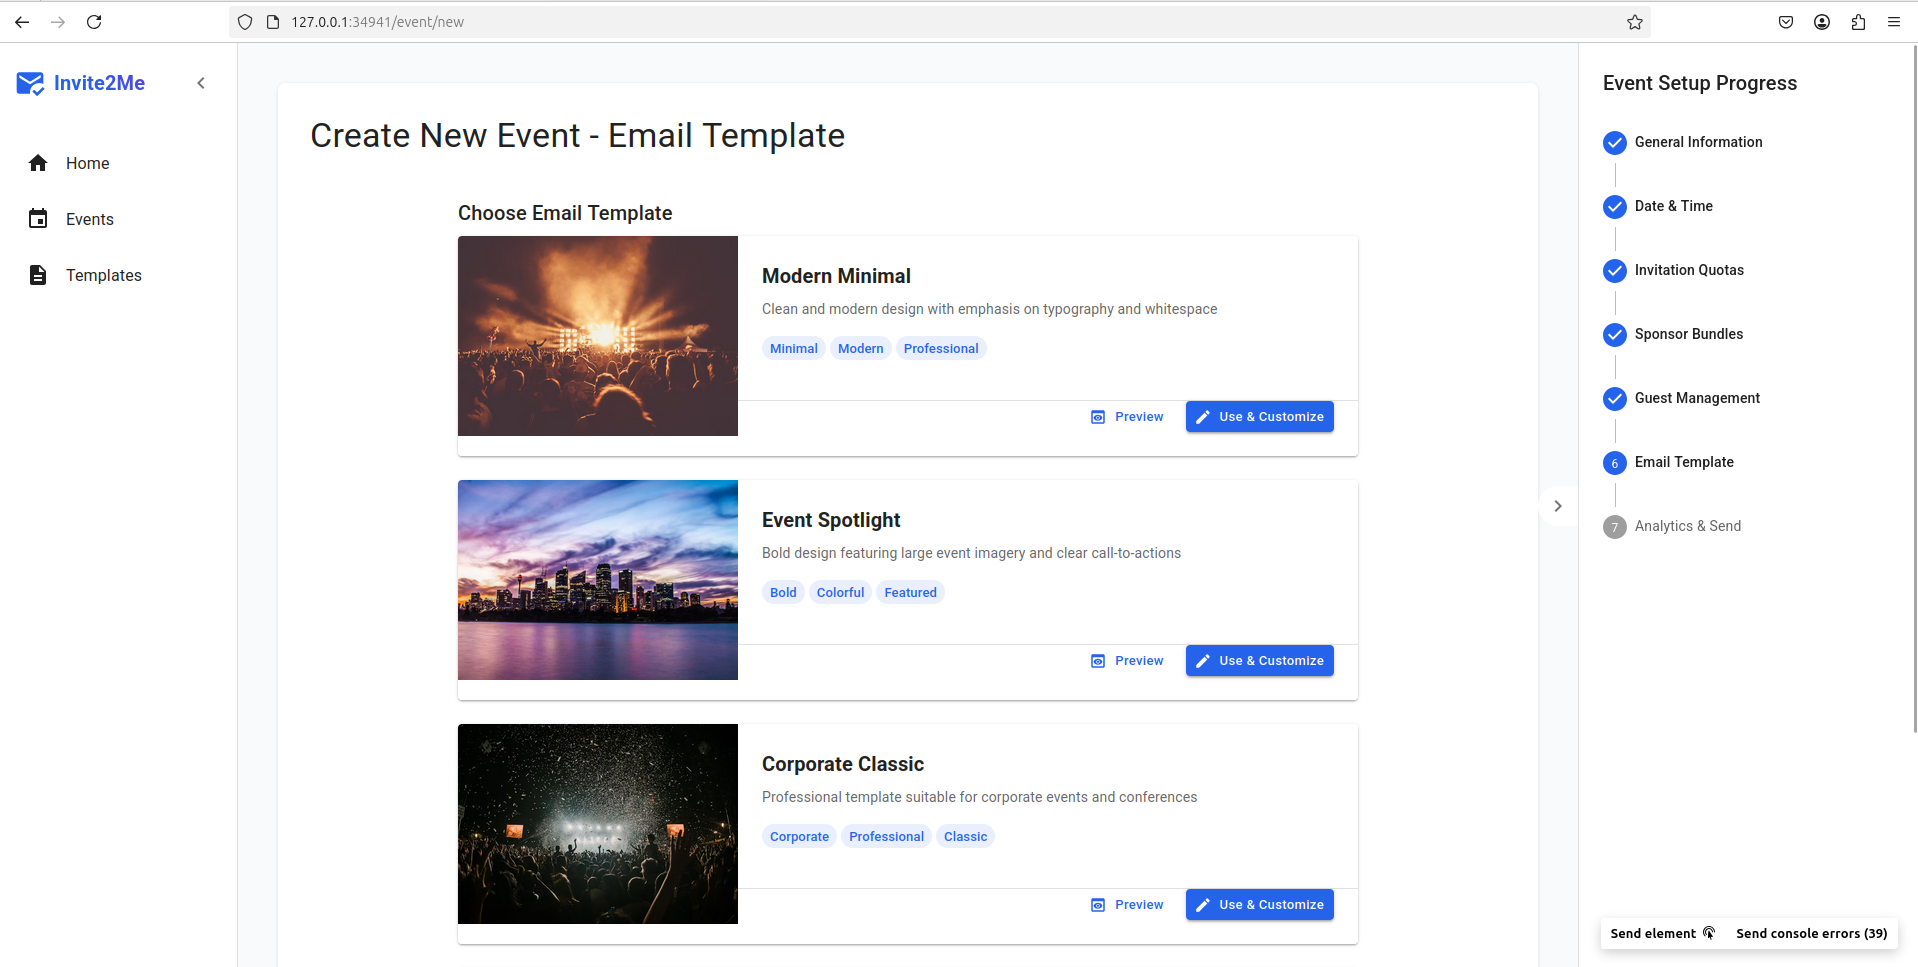 127.0.0.1:34941/event/new
Invite2Me
Home
Events
Templates
Create New Event - Email Template
Choose Email Template
Modern Minimal
Clean and modern design with emphasis on typography and whitespace
Minimal Modern Professional
Preview Use & Customize
Event Spotlight
Bold design featuring large event imagery and clear call-to-actions
Bold Colorful Featured
Preview Use & Customize
Corporate Classic
Professional template suitable for corporate events and conferences
Corporate Professional Classic
Preview Use & Customize
Event Setup Progress
General Information
Date & Time
Invitation Quotas
Sponsor Bundles
Guest Management
6 Email Template
7 Analytics & Send
Send element Send console errors (39)